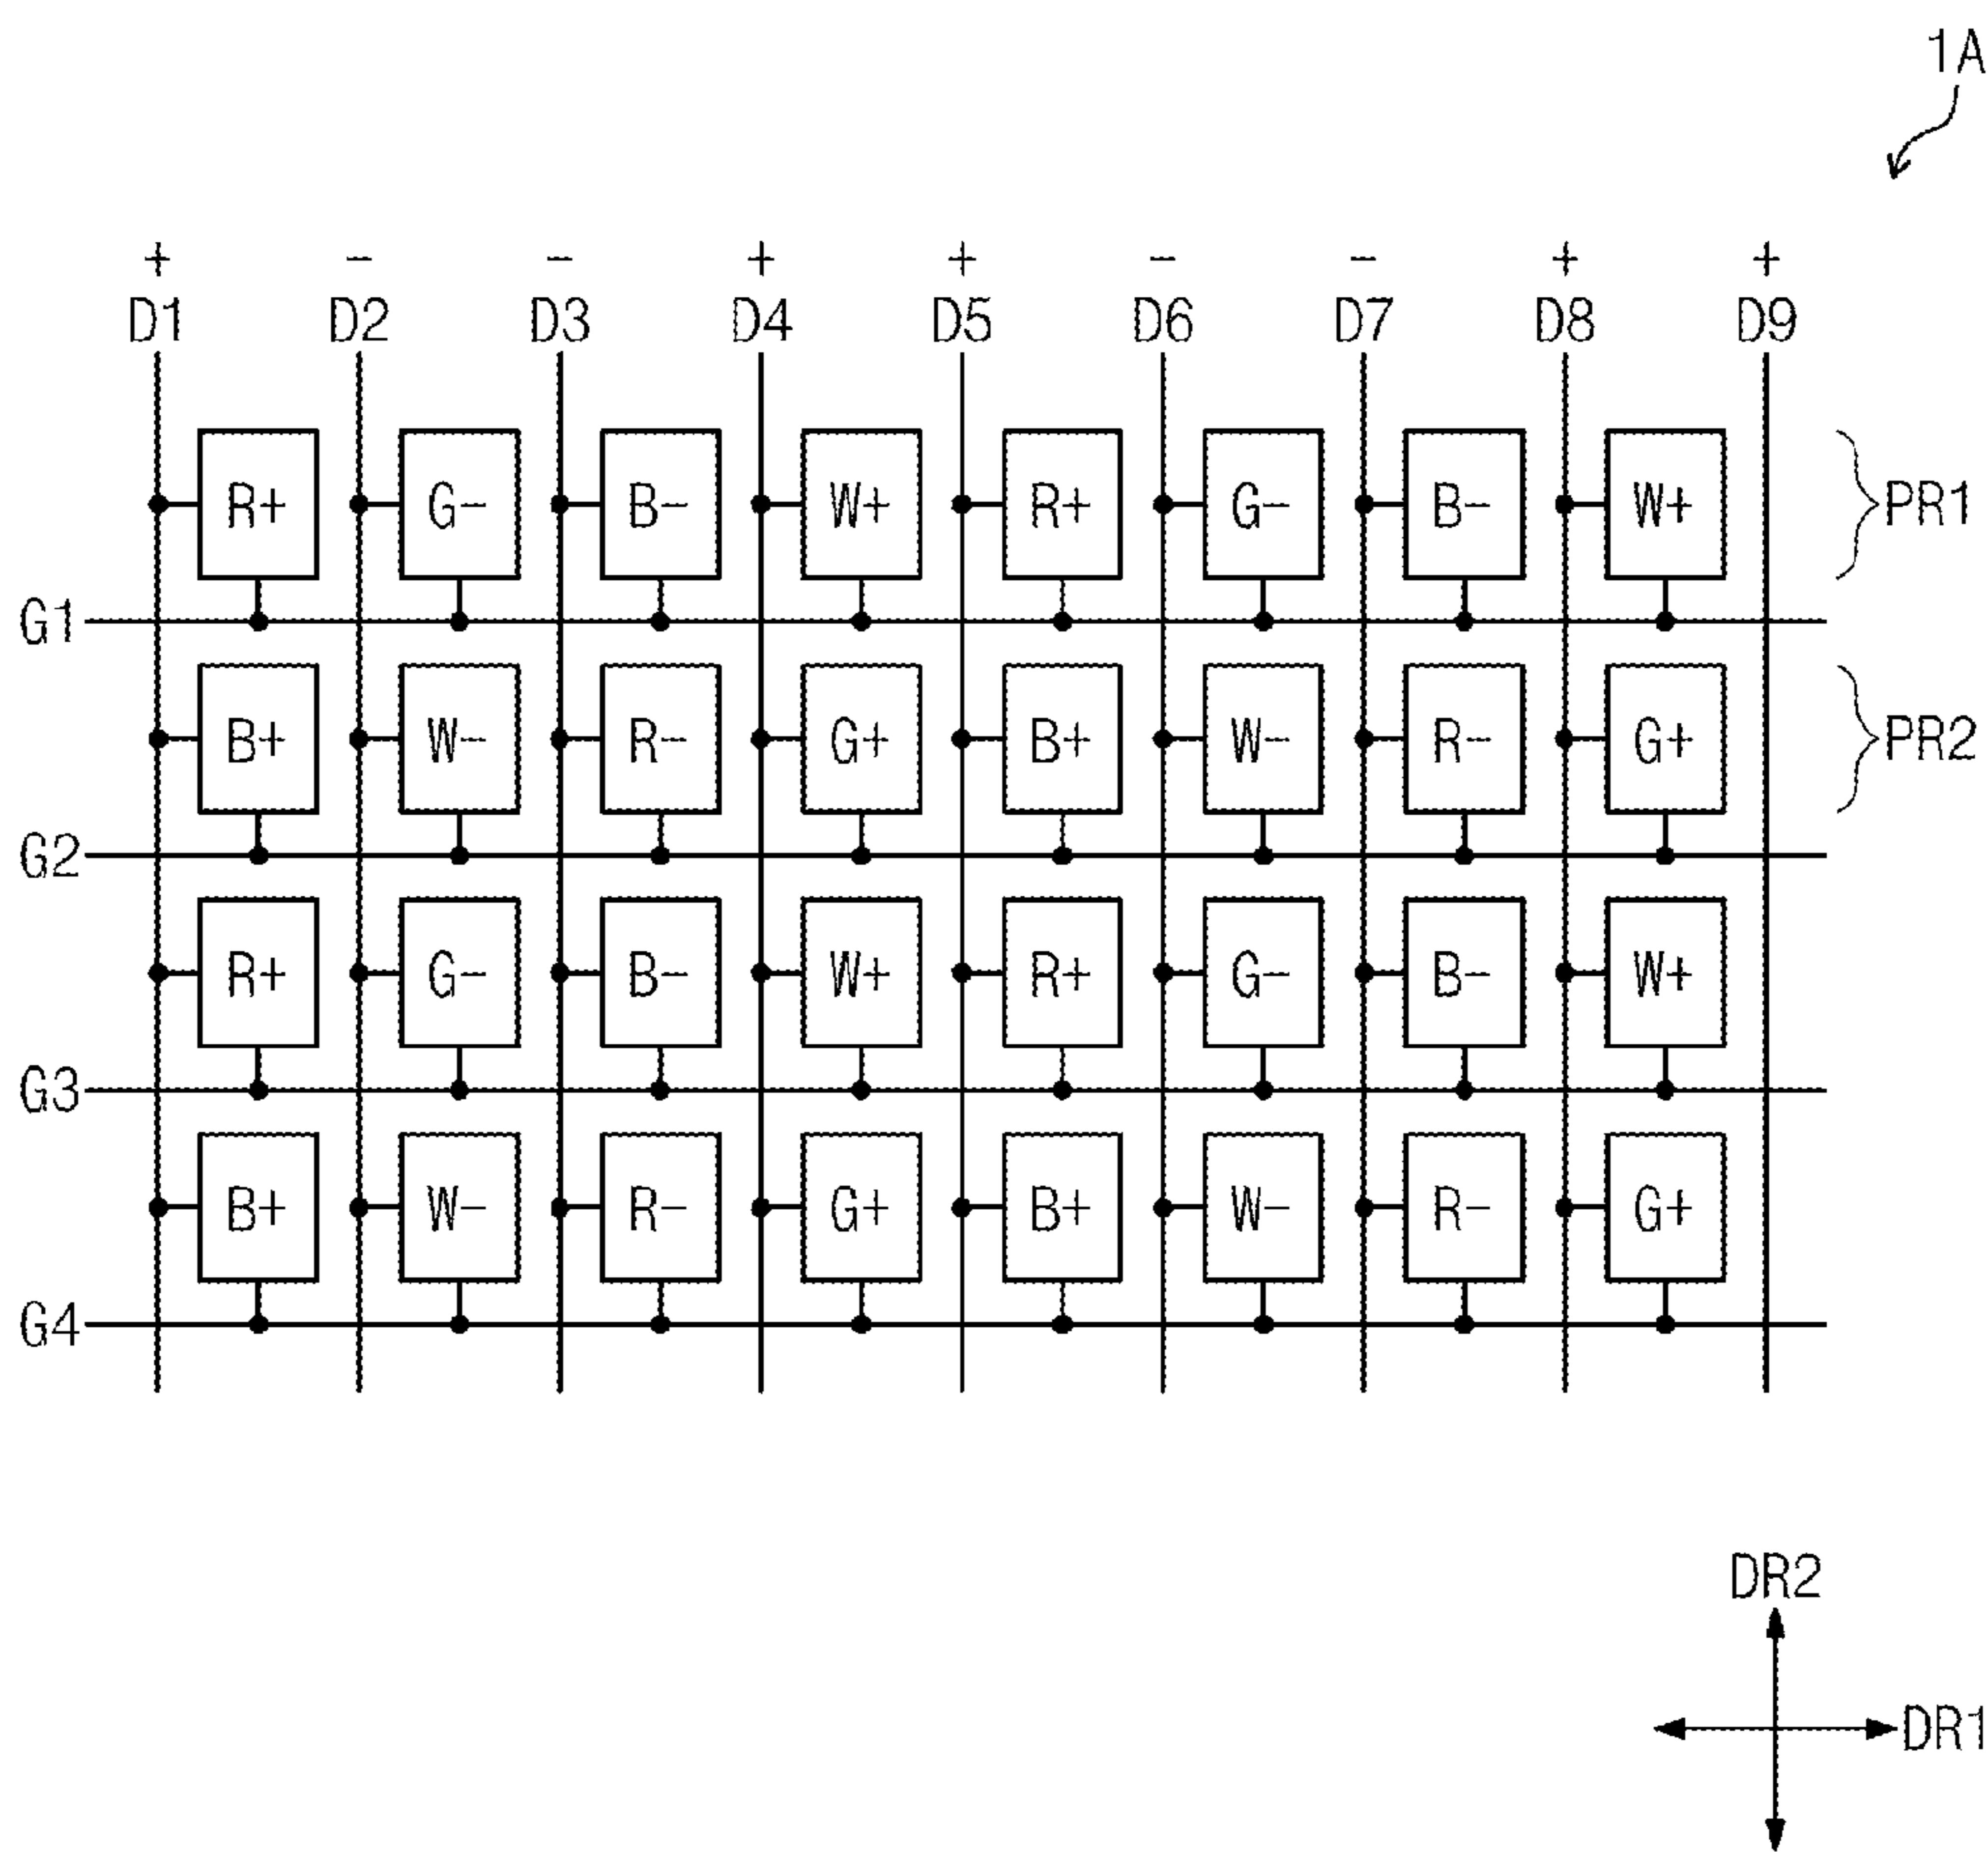 1A
+ - - + + - - + +
D1 D2 D3 D4 D5 D6 D7 D8 D9
R+ G- B- W+ R+ G- B- W+ PR1
G1
B+ W- R- G+ B+ W- R- G+ PR2
G2
R+ G- B- W+ R+ G- B- W+
G3
B+ W- R- G+ B+ W- R- G+
G4
DR2
DR1